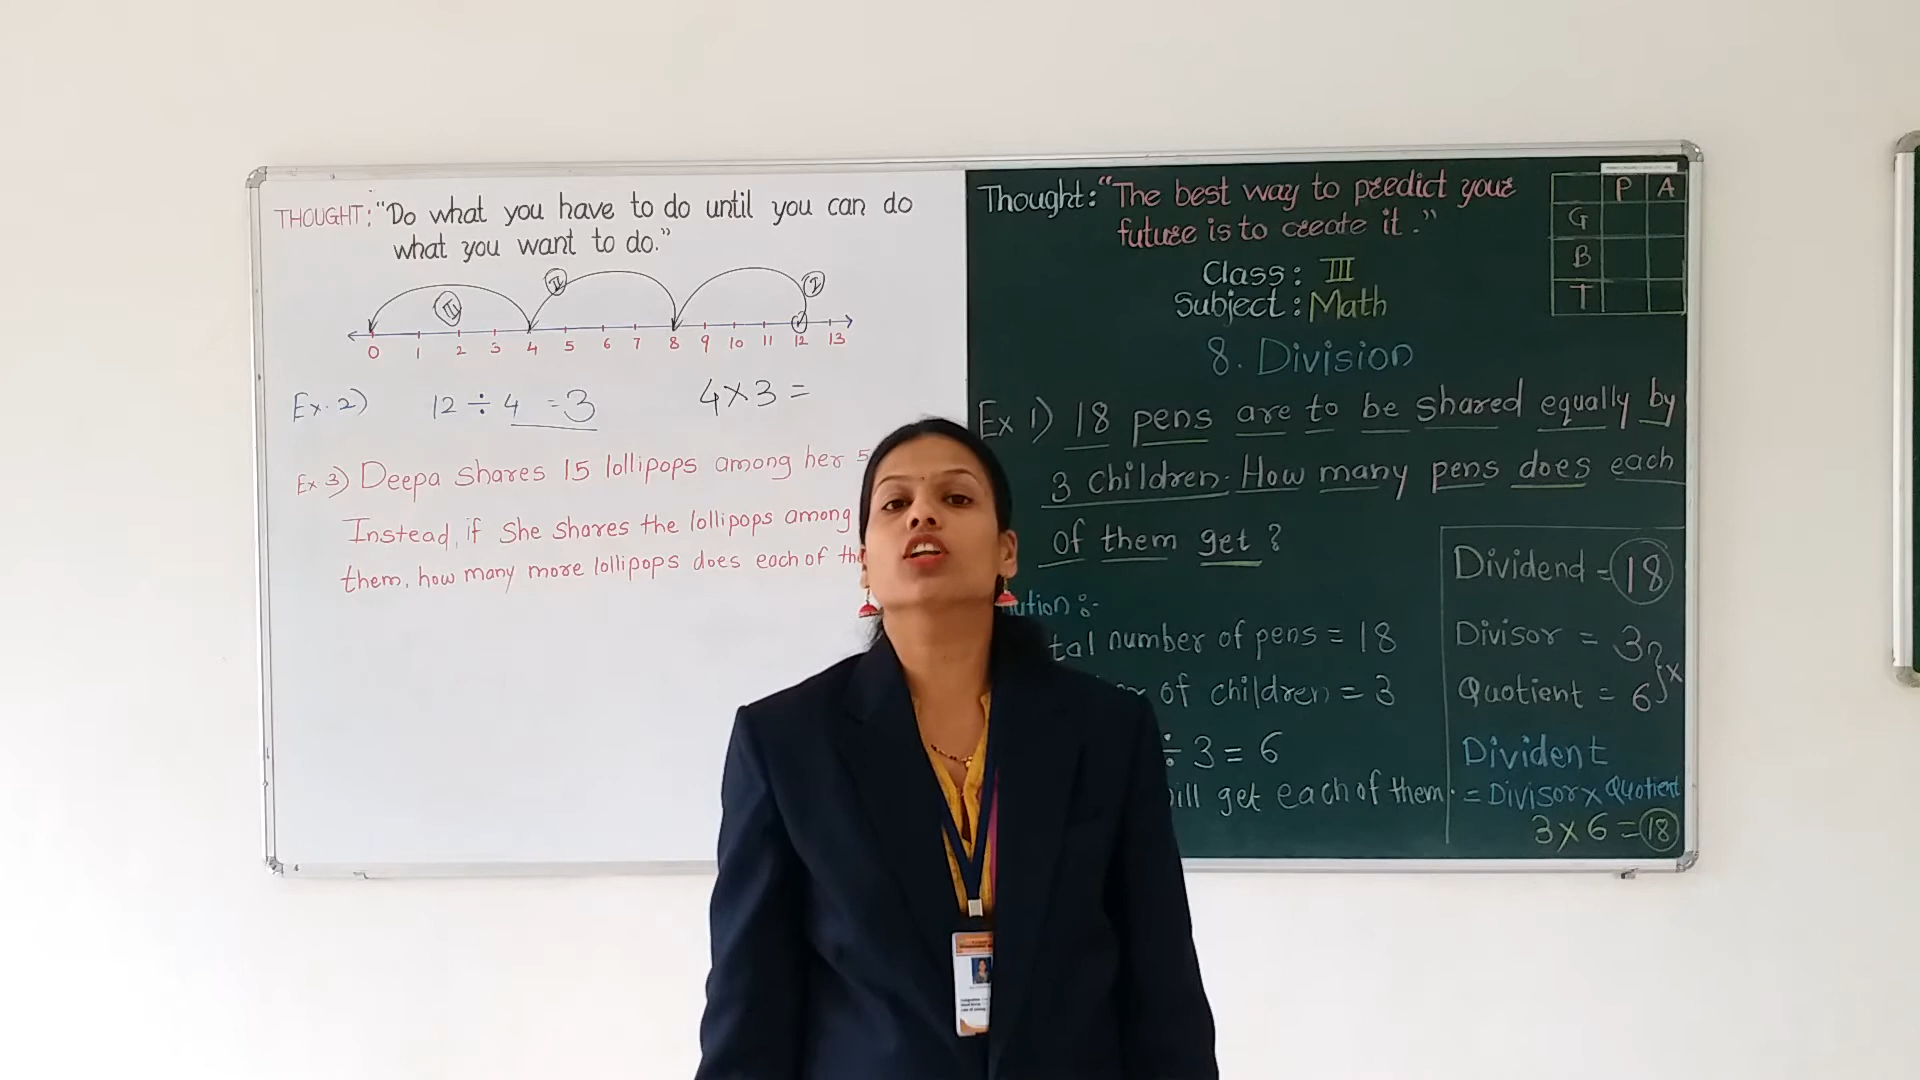 THOUGHT: "Do what you have to do until you can do
what you want to do."
III II I
0 1 2 3 4 5 6 7 8 9 10 11 12 13
Ex. 2) 12 ÷ 4 = 3 4 x 3 =
Ex 3) Deepa shares 15 lollipops among her 5
Instead, if she shares the lollipops among
them, how many more lollipops does each of
Thought: "The best way to predict your
future is to create it."
P A
G
B
T
Class: III
Subject: Math
8. Division
Ex 1) 18 pens are to be shared equally by
3 children. How many pens does each
of them get?
number of pens = 18
of children = 3
÷ 3 = 6
get each of them.
Dividend = 18
Divisor = 3
Quotient = 6 } x
Divident
= Divisor x Quotient
3 x 6 = 18